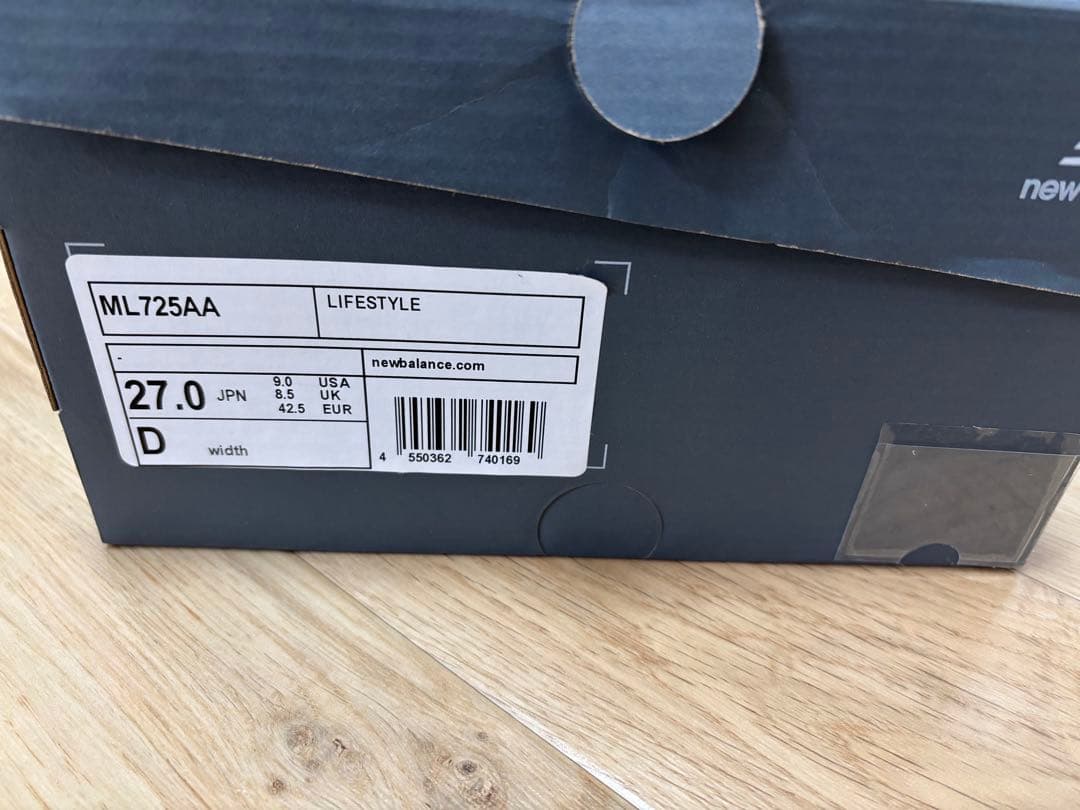 new
ML725AA
LIFESTYLE
-
newbalance.com
27.0 JPN
9.0 USA
8.5 UK
42.5 EUR
D width
4 550362 740169